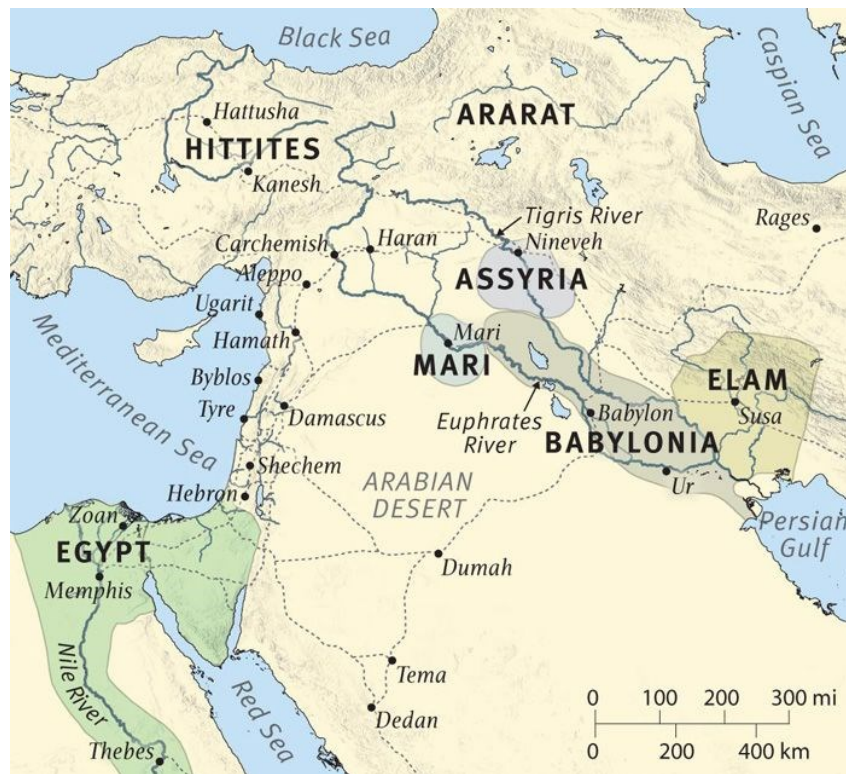 Black Sea
Caspian Sea
Hattusha
ARARAT
HITTITES
Kanesh
Tigris River
Rages
Carchemish
Haran
Nineveh
Aleppo
ASSYRIA
Ugarit
Mediterranean Sea
Hamath
Mari
MARI
Byblos
ELAM
Tyre
Damascus
Euphrates
River
Babylon
Susa
BABYLONIA
Shechem
ARABIAN
DESERT
Hebron
Ur
Zoan
Persian
Gulf
EGYPT
Memphis
Dumah
Nile River
Red Sea
Tema
Dedan
Thebes
0 100 200 300 mi
0 200 400 km